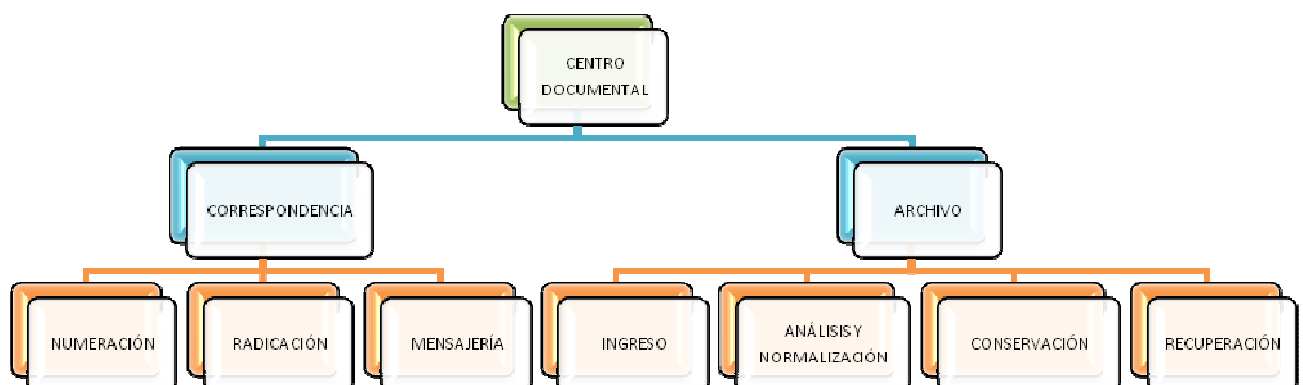 CENTRO
DOCUMENTAL
CORRESPONDENCIA
ARCHIVO
NUMERACIÓN
RADICACIÓN
MENSAJERÍA
INGRESO
ANÁLISIS Y
NORMALIZACIÓN
CONSERVACIÓN
RECUPERACIÓN